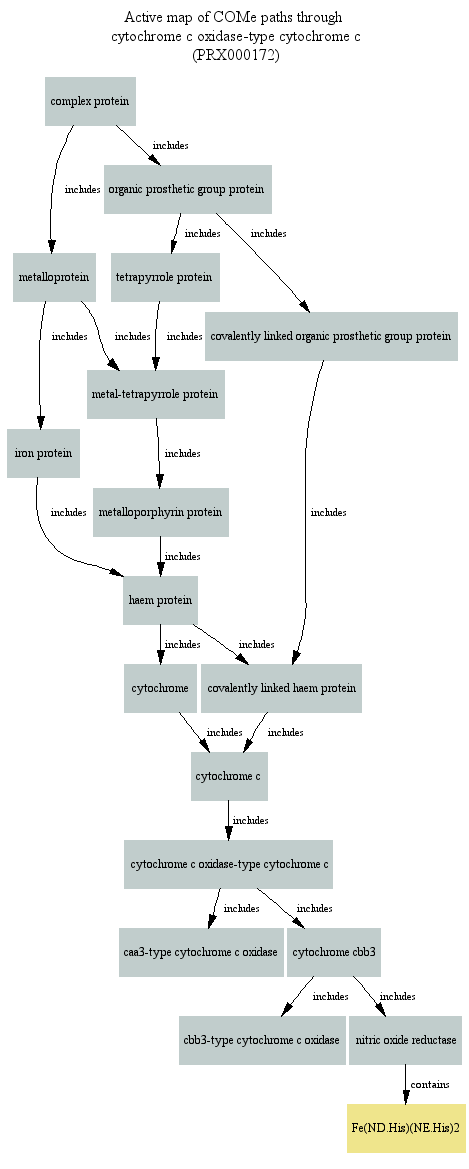 Active map of COMe paths through
cytochrome c oxidase-type cytochrome c
(PRX000172)
complex protein
includes
includes
organic prosthetic group protein
includes
includes
metalloprotein
tetrapyrrole protein
includes
includes
includes
covalently linked organic prosthetic group protein
metal-tetrapyrrole protein
iron protein
includes
metalloporphyrin protein
includes
includes
includes
haem protein
includes
includes
cytochrome
covalently linked haem protein
includes
includes
cytochrome c
includes
cytochrome c oxidase-type cytochrome c
includes
includes
caa3-type cytochrome c oxidase
cytochrome cbb3
includes
includes
cbb3-type cytochrome c oxidase
nitric oxide reductase
contains
Fe(ND.His)(NE.His)2